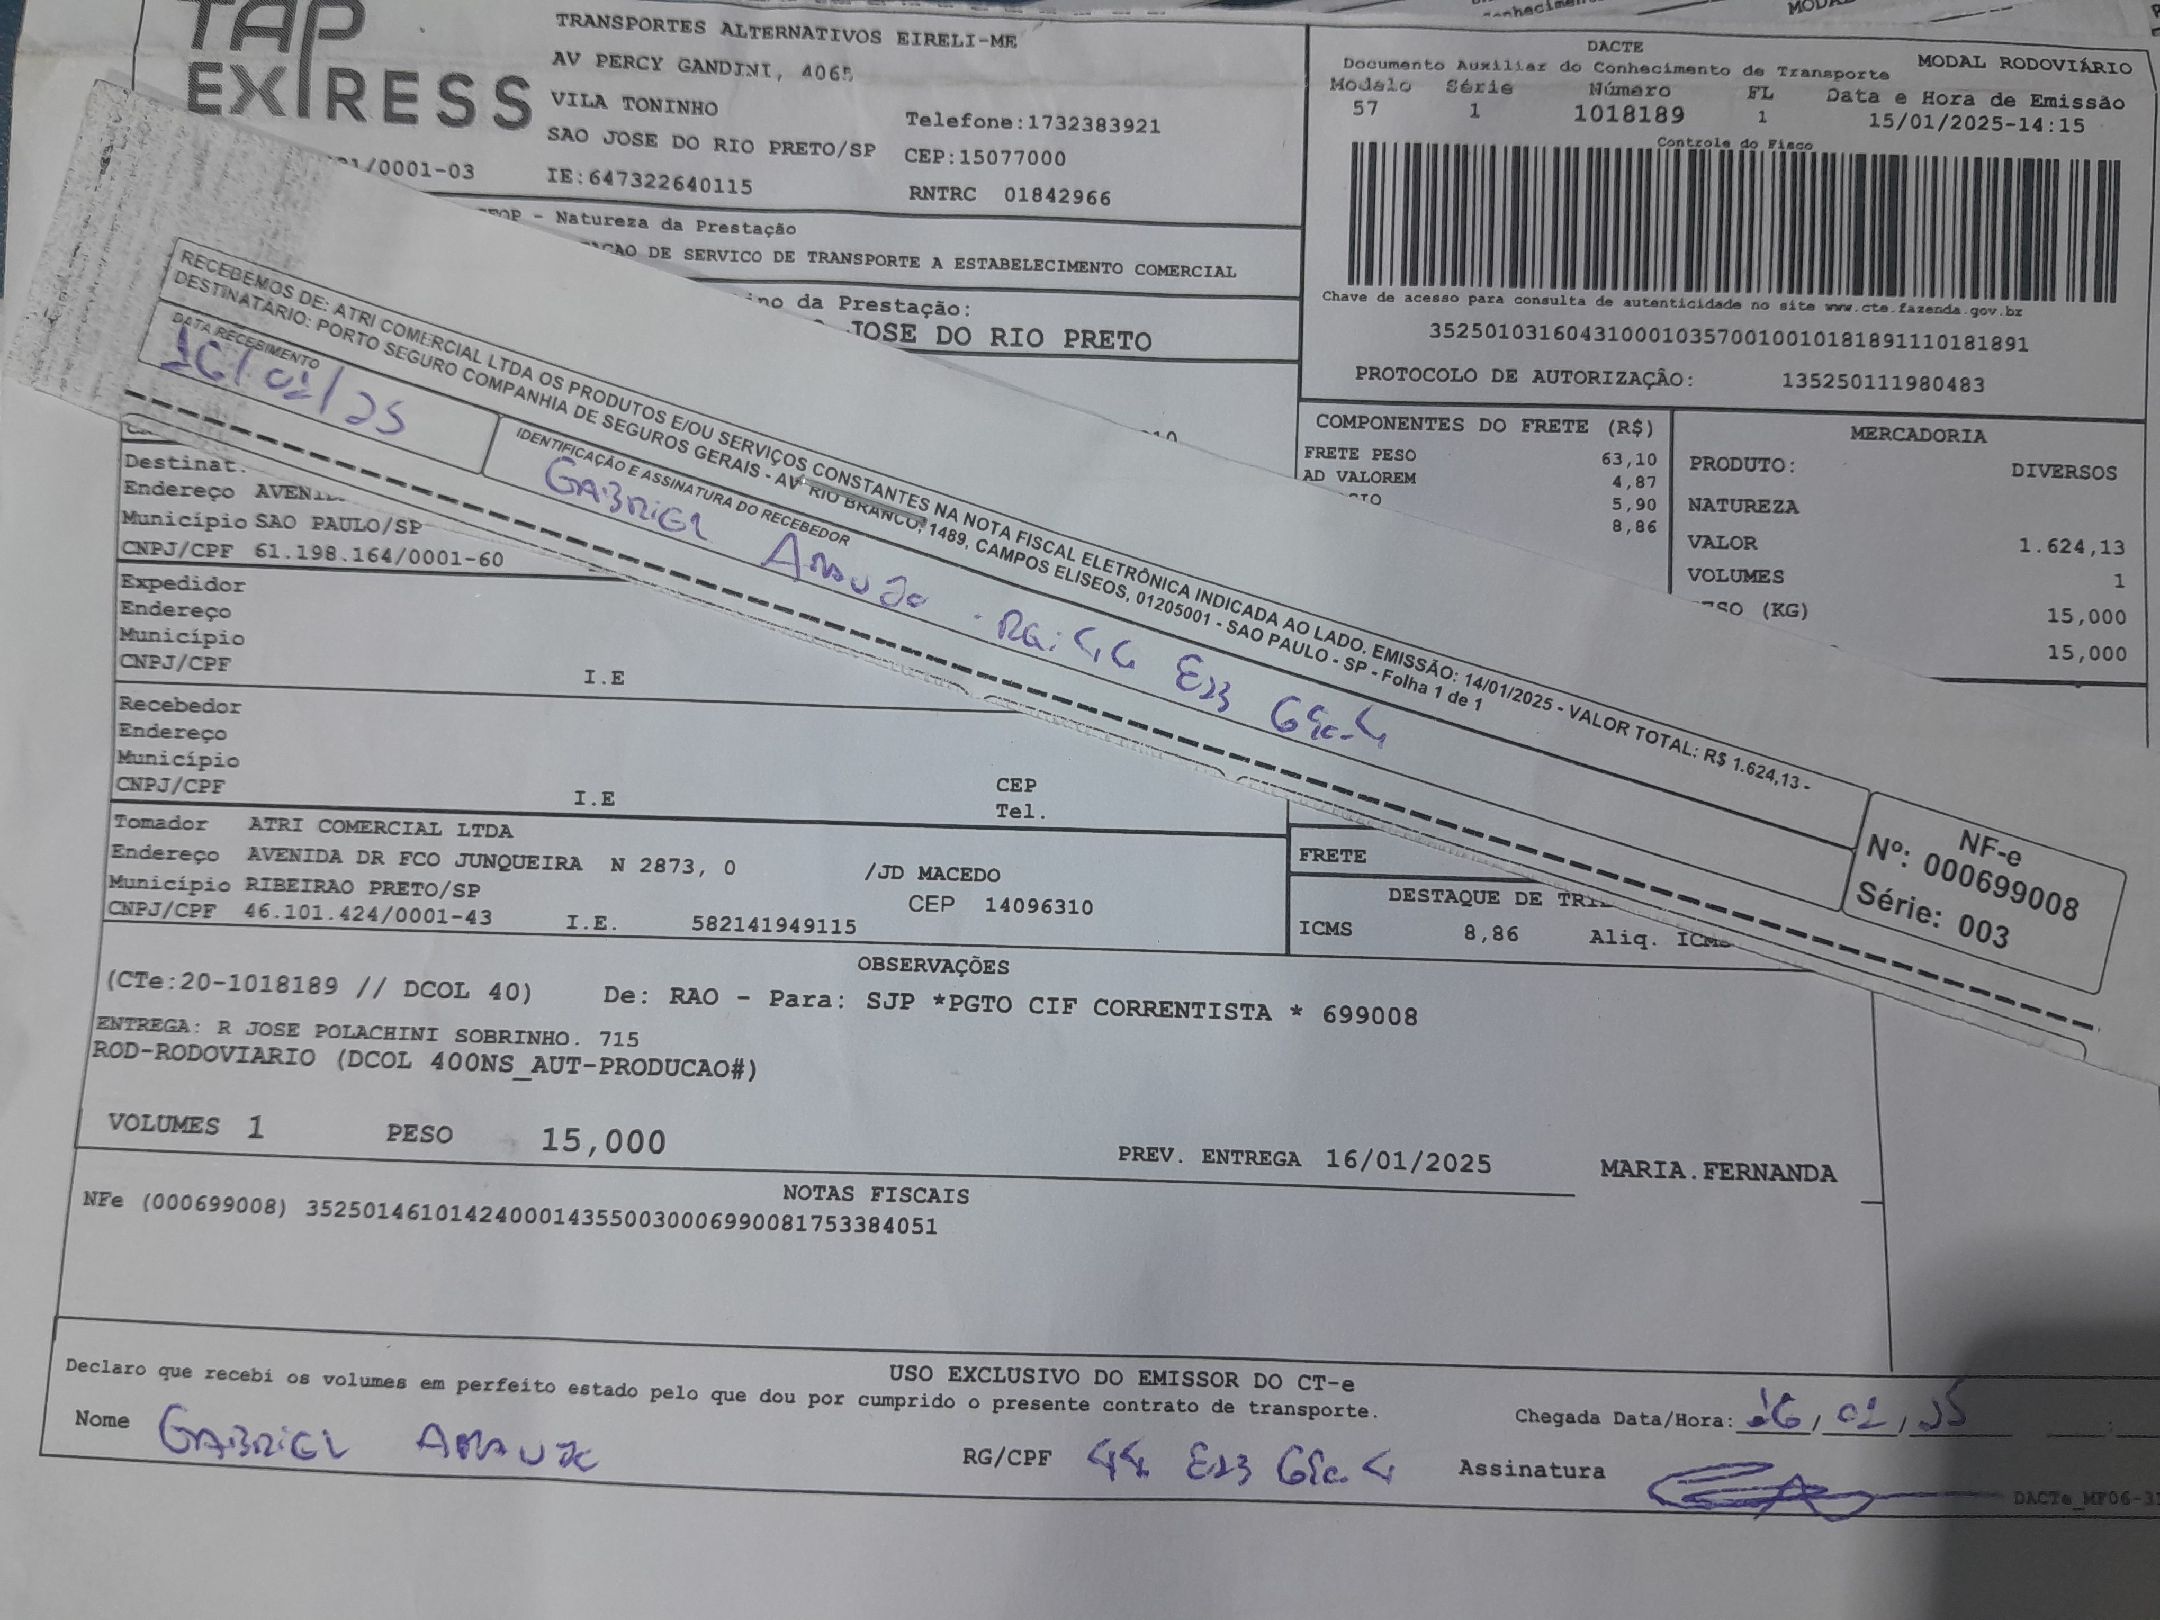 TAP EXPRESS
TRANSPORTES ALTERNATIVOS EIRELI-ME
AV PERCY GANDINI, 4065
VILA TONINHO
SAO JOSE DO RIO PRETO/SP
Telefone:1732383921
CEP:15077000
/0001-03
IE:647322640115
RNTRC 01842966
- Natureza da Prestação
DE SERVICO DE TRANSPORTE A ESTABELECIMENTO COMERCIAL
da Prestação:
JOSE DO RIO PRETO
DACTE
Documento Auxiliar do Conhecimento de Transporte
MODAL RODOVIÁRIO
Modelo Série Número FL Data e Hora de Emissão
57 1 1018189 1 15/01/2025-14:15
Controle do Fisco
Chave de acesso para consulta de autenticidade no site www.cte.fazenda.gov.br
35250103160431000103570010010181891110181891
PROTOCOLO DE AUTORIZAÇÃO: 135250111980483
COMPONENTES DO FRETE (R$)
FRETE PESO 63,10
AD VALOREM 4,87
5,90
8,86
MERCADORIA
PRODUTO: DIVERSOS
NATUREZA
VALOR 1.624,13
VOLUMES 1
(KG) 15,000
15,000
RECEBEMOS DE: ATRI COMERCIAL LTDA OS PRODUTOS E/OU SERVIÇOS CONSTANTES NA NOTA FISCAL ELETRÔNICA INDICADA AO LADO. EMISSÃO: 14/01/2025 - VALOR TOTAL: R$ 1.624,13 -
DESTINATÁRIO: PORTO SEGURO COMPANHIA DE SEGUROS GERAIS - AV RIO BRANCO, 1489, CAMPOS ELISEOS, 01205001 - SAO PAULO - SP - Folha 1 de 1
DATA RECEBIMENTO
16/01/25
IDENTIFICAÇÃO E ASSINATURA DO RECEBEDOR
GABRIEL ARAUJO - RG:
NF-e
Nº: 000699008
Série: 003
Destinat.
Endereço
Município SAO PAULO/SP
CNPJ/CPF 61.198.164/0001-60
Expedidor
Endereço
Município
CNPJ/CPF I.E
Recebedor
Endereço
Município CEP
CNPJ/CPF I.E Tel.
Tomador ATRI COMERCIAL LTDA
Endereço AVENIDA DR FCO JUNQUEIRA N 2873, 0 /JD MACEDO
Município RIBEIRAO PRETO/SP CEP 14096310
CNPJ/CPF 46.101.424/0001-43 I.E. 582141949115
FRETE
DESTAQUE DE
ICMS 8,86 Aliq. ICMS
OBSERVAÇÕES
(CTe:20-1018189 // DCOL 40) De: RAO - Para: SJP *PGTO CIF CORRENTISTA * 699008
ENTREGA: R JOSE POLACHINI SOBRINHO. 715
ROD-RODOVIARIO (DCOL 400NS_AUT-PRODUCAO#)
VOLUMES 1 PESO 15,000 PREV. ENTREGA 16/01/2025 MARIA.FERNANDA
NOTAS FISCAIS
NFe (000699008) 35250146101424000143550030006990081753384051
USO EXCLUSIVO DO EMISSOR DO CT-e
Declaro que recebi os volumes em perfeito estado pelo que dou por cumprido o presente contrato de transporte.
Chegada Data/Hora: 16/01/25
Nome GABRIEL ARAUJO
RG/CPF
Assinatura